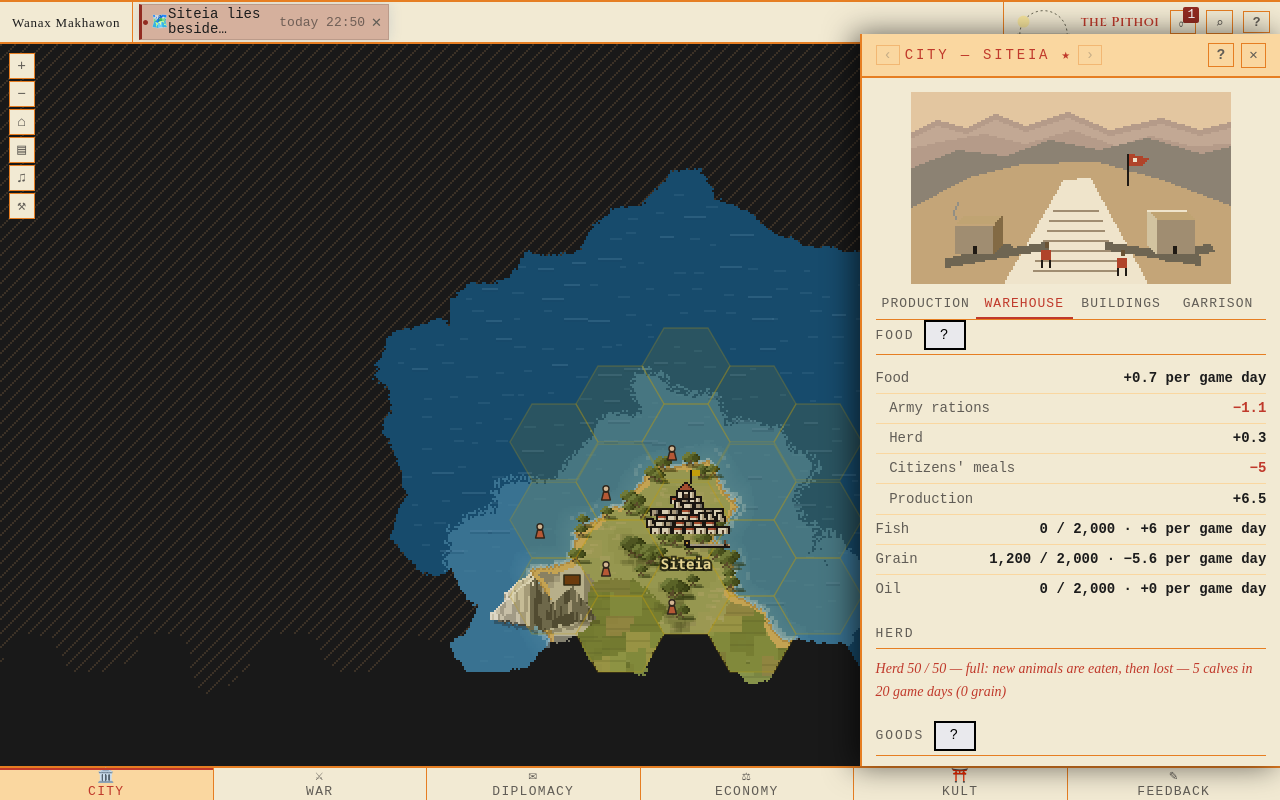 Wanax Makhawon
Siteia lies beside…
today 22:50 ✕
THE PITHOI
1
?
‹ CITY — SITEIA ★ ›
? ✕
+
−
PRODUCTION WAREHOUSE BUILDINGS GARRISON
FOOD ?
Food +0.7 per game day
Army rations −1.1
Herd +0.3
Citizens' meals −5
Production +6.5
Fish 0 / 2,000 · +6 per game day
Grain 1,200 / 2,000 · −5.6 per game day
Oil 0 / 2,000 · +0 per game day
HERD
Herd 50 / 50 — full: new animals are eaten, then lost — 5 calves in
20 game days (0 grain)
GOODS ?
Siteia
CITY WAR DIPLOMACY ECONOMY KULT FEEDBACK